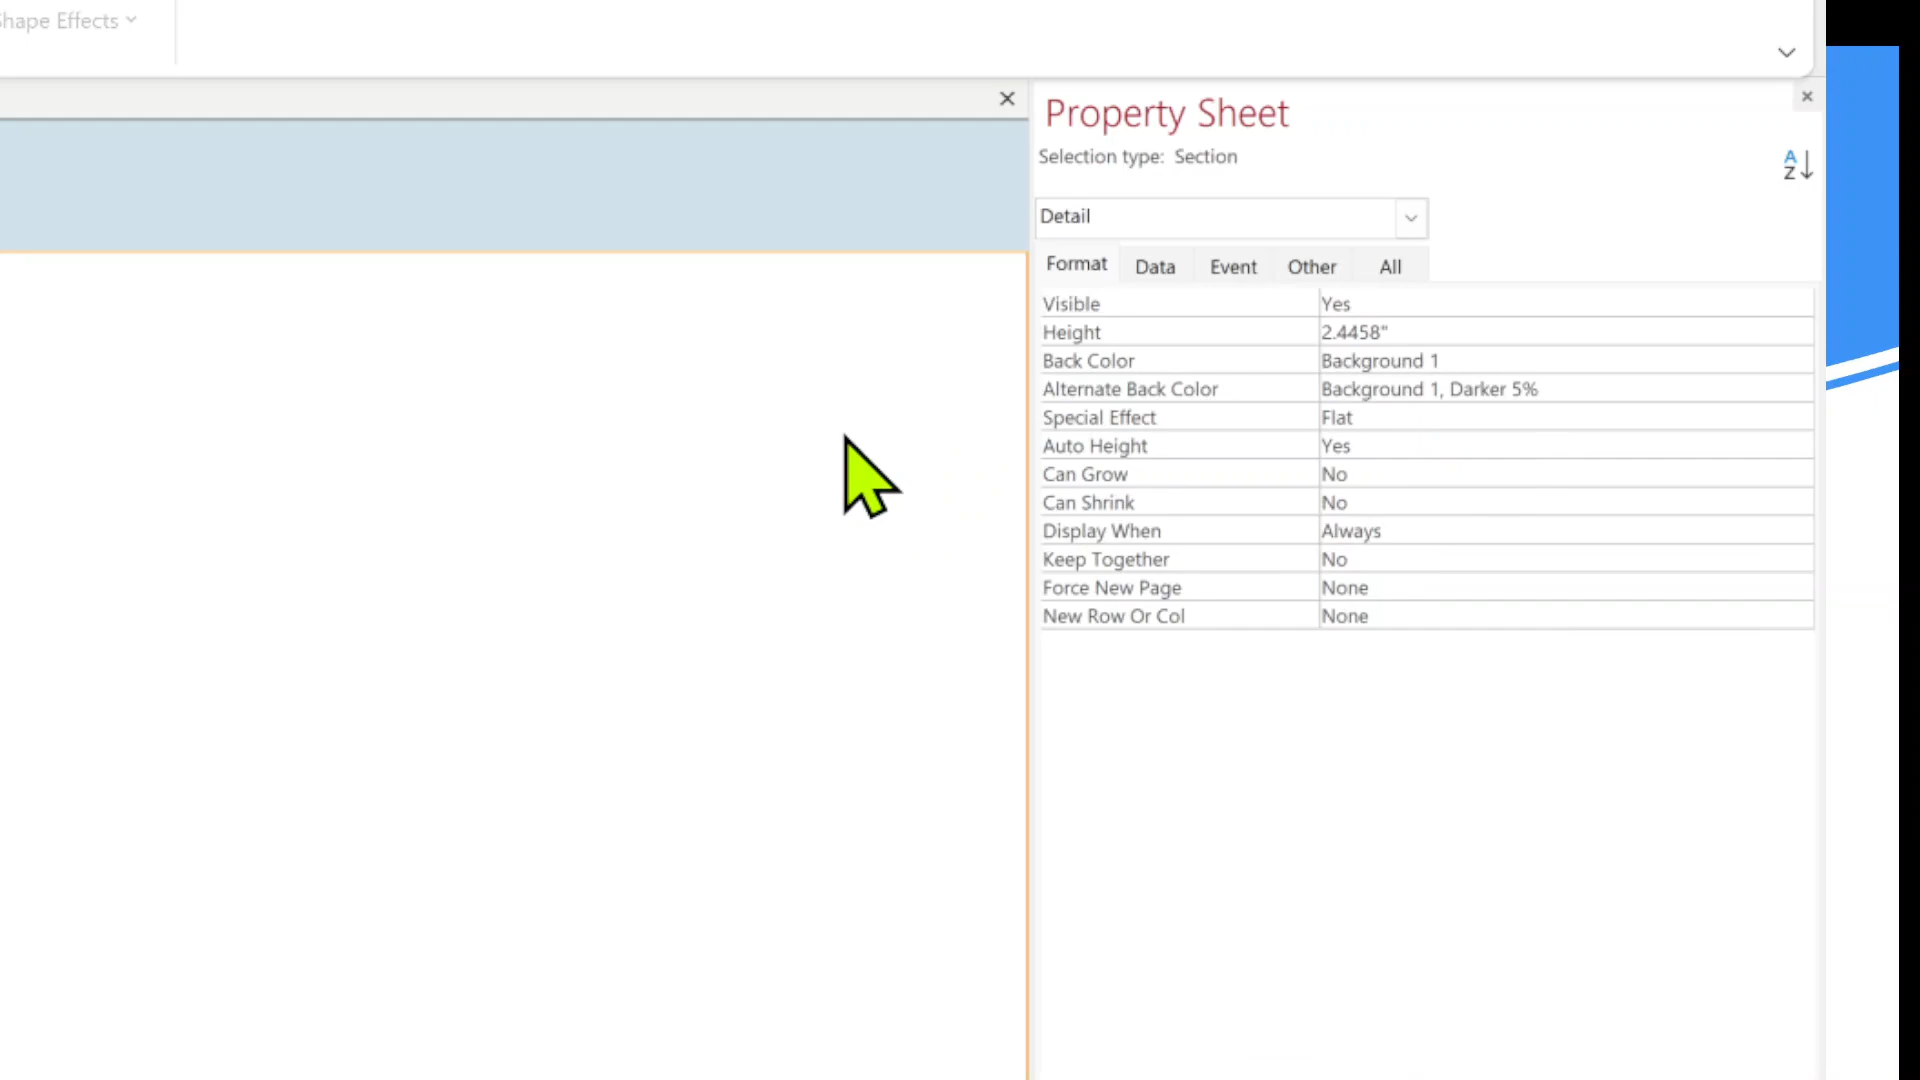 Shape Effects
Property Sheet
Selection type: Section
Detail
Format Data Event Other All
Visible Yes
Height 2.4458"
Back Color Background 1
Alternate Back Color Background 1, Darker 5%
Special Effect Flat
Auto Height Yes
Can Grow No
Can Shrink No
Display When Always
Keep Together No
Force New Page None
New Row Or Col None